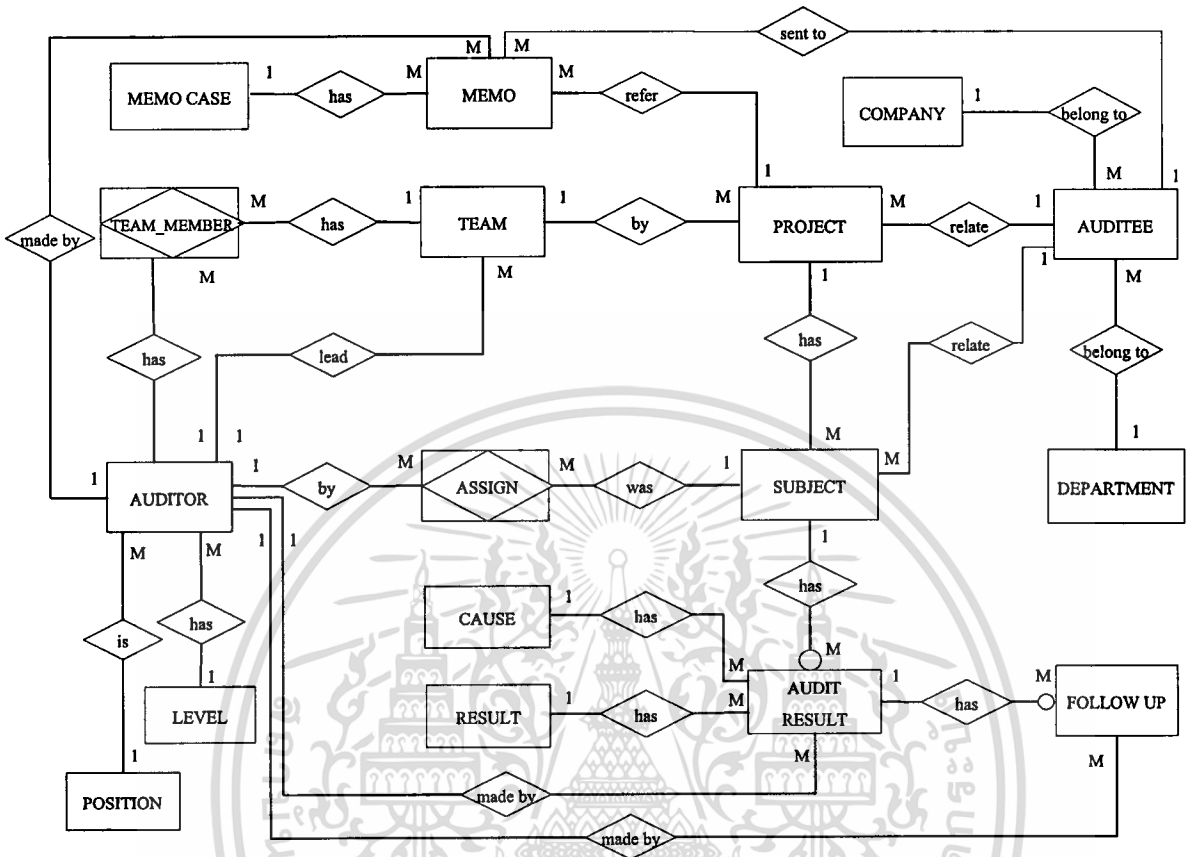 sent to
M M
1 M M
MEMO CASE has MEMO refer
1
COMPANY belong to
M 1 1 M 1 M 1 M 1
made by TEAM_MEMBER has TEAM by PROJECT relate AUDITEE
M M 1 1 M
has lead has relate belong to
1 1 M M 1
1 1 M M 1
AUDITOR by ASSIGN was SUBJECT DEPARTMENT
M M 1 1 1
has
CAUSE 1 has
is has M
M 1 M
LEVEL 1 RESULT 1 has M AUDIT
RESULT has FOLLOW UP
1 M M
POSITION made by
made by